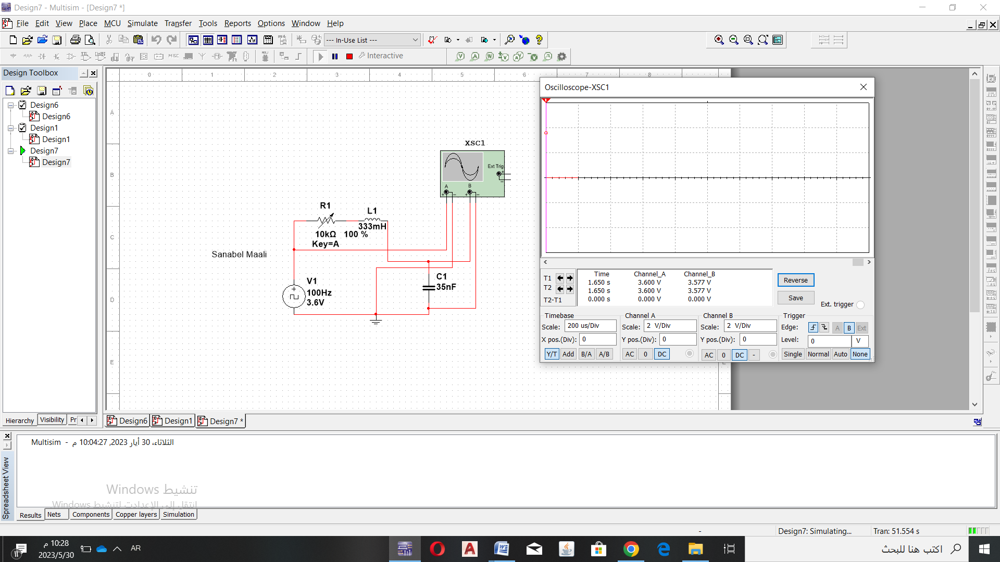 Design7 - Multisim - [Design7 *]
File Edit View Place MCU Simulate Transfer Tools Reports Options Window Help
--- In-Use List ---
MISC
Interactive
Design Toolbox
Design6
Design6
Design1
Design1
Design7
Design7
Hierarchy Visibility Pr
0 1 2 3 4 5 6 7 8
A
B
C
D
E
XSC1
Ext Trig
A B
R1
10kΩ 100 %
Key=A
L1
333mH
Sanabel Maali
V1
100Hz
3.6V
C1
35nF
Oscilloscope-XSC1
Time Channel_A Channel_B
T1 1.650 s 3.600 V 3.577 V
T2 1.650 s 3.600 V 3.577 V
T2-T1 0.000 s 0.000 V 0.000 V
Reverse
Save
Ext. trigger
Timebase
Scale: 200 us/Div
X pos.(Div): 0
Y/T Add B/A A/B
Channel A
Scale: 2 V/Div
Y pos.(Div): 0
AC 0 DC
Channel B
Scale: 2 V/Div
Y pos.(Div): 0
AC 0 DC -
Trigger
Edge: A B Ext
Level: 0 V
Single Normal Auto None
Design6 Design1 Design7 *
Spreadsheet View
Multisim - الثلاثاء، 30 أيار 2023, 10:04:27 م
تنشيط Windows
انتقل إلى الإعدادت لتنشيط Windows
Results Nets Components Copper layers Simulation
- Design7: Simulating... Tran: 51.554 s
10:28 م
2023/5/30
AR
اكتب هنا للبحث